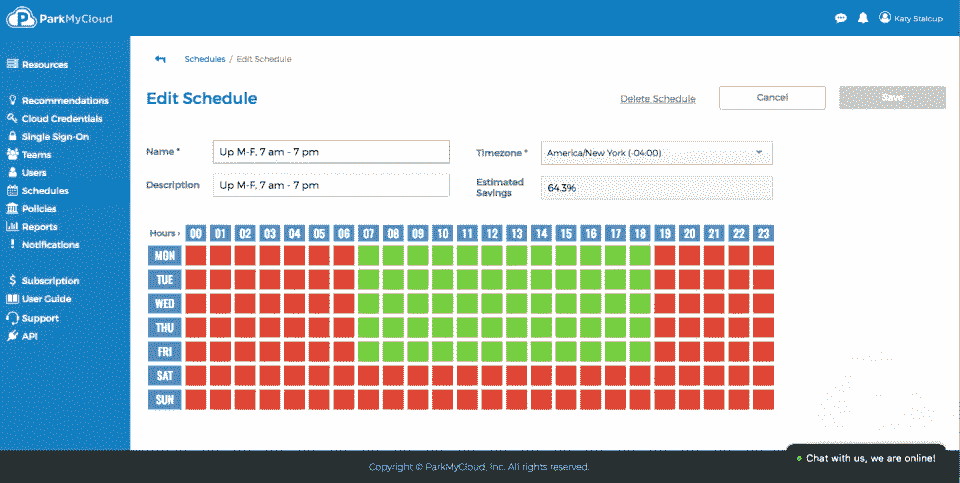 ParkMyCloud
Katy Stalcup
Resources
Recommendations
Cloud Credentials
Single Sign-On
Teams
Users
Schedules
Policies
Reports
Notifications
Subscription
User Guide
Support
API
Schedules / Edit Schedule
Edit Schedule
Delete Schedule
Cancel
Save
Name * Up M-F, 7 am - 7 pm
Timezone * America/New York (-04:00)
Description Up M-F, 7 am - 7 pm
Estimated Savings 64.3%
Hours › 00 01 02 03 04 05 06 07 08 09 10 11 12 13 14 15 16 17 18 19 20 21 22 23
MON
TUE
WED
THU
FRI
SAT
SUN
Chat with us, we are online!
Copyright © ParkMyCloud, Inc. All rights reserved.